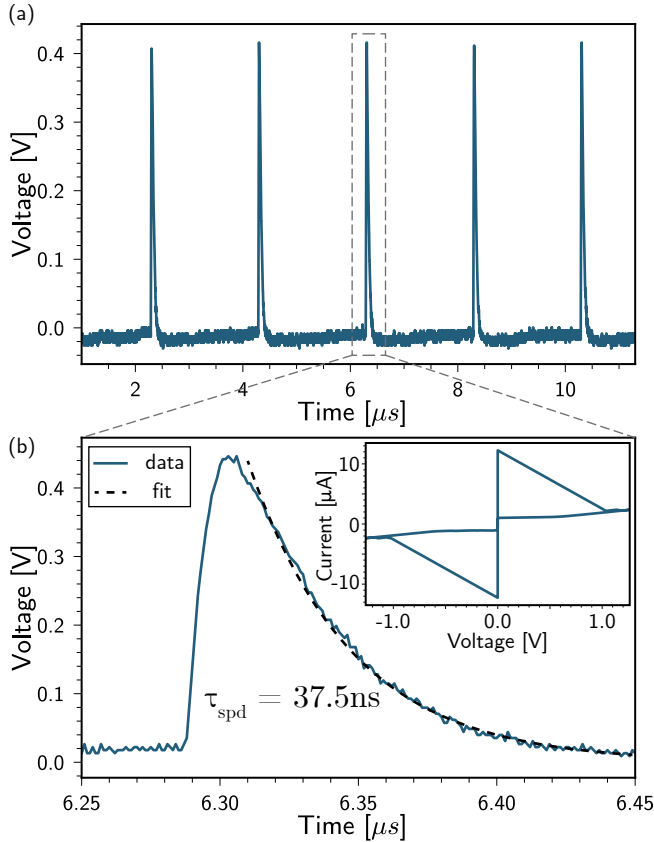 (a)
Voltage [V]
0.4
0.3
0.2
0.1
0.0
2 4 6 8 10
Time [μs]
(b)
Voltage [V]
0.4
0.3
0.2
0.1
0.0
data
fit
τspd = 37.5ns
Current [μA]
10
0
-10
-1.0 0.0 1.0
Voltage [V]
6.25 6.30 6.35 6.40 6.45
Time [μs]